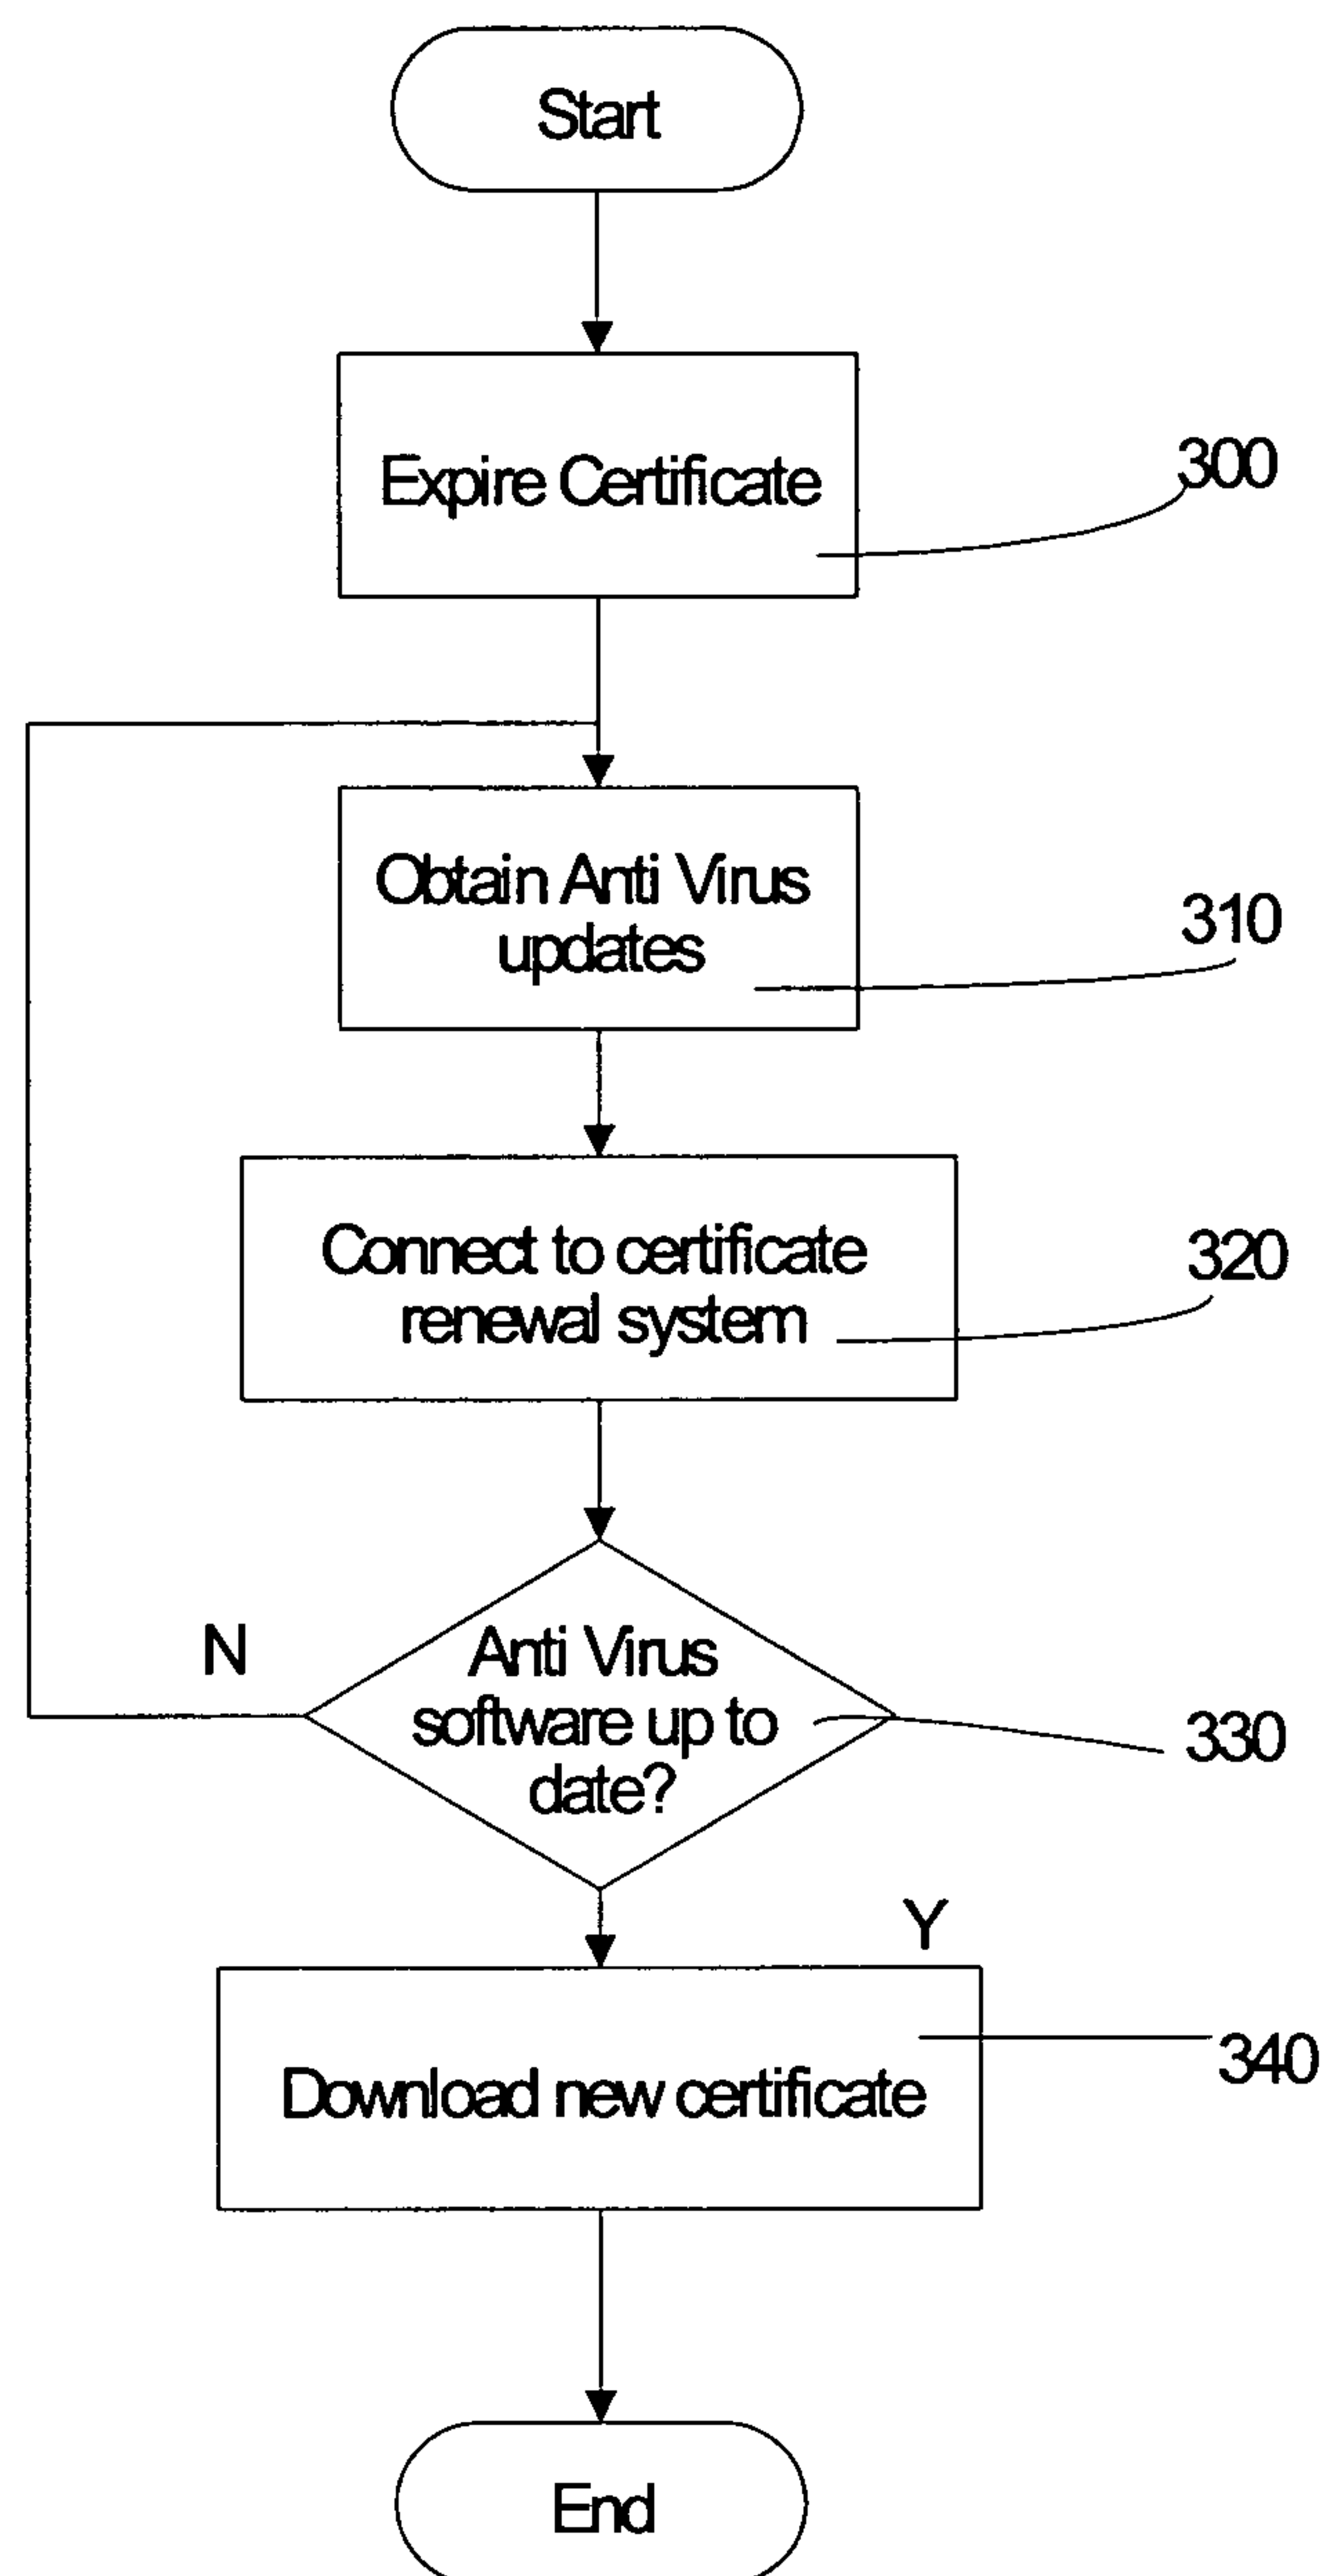 Start
Expire Certificate
300
Obtain Anti Virus
updates
310
Connect to certificate
renewal system
320
N
Anti Virus
software up to
date?
330
Y
Download new certificate
340
End